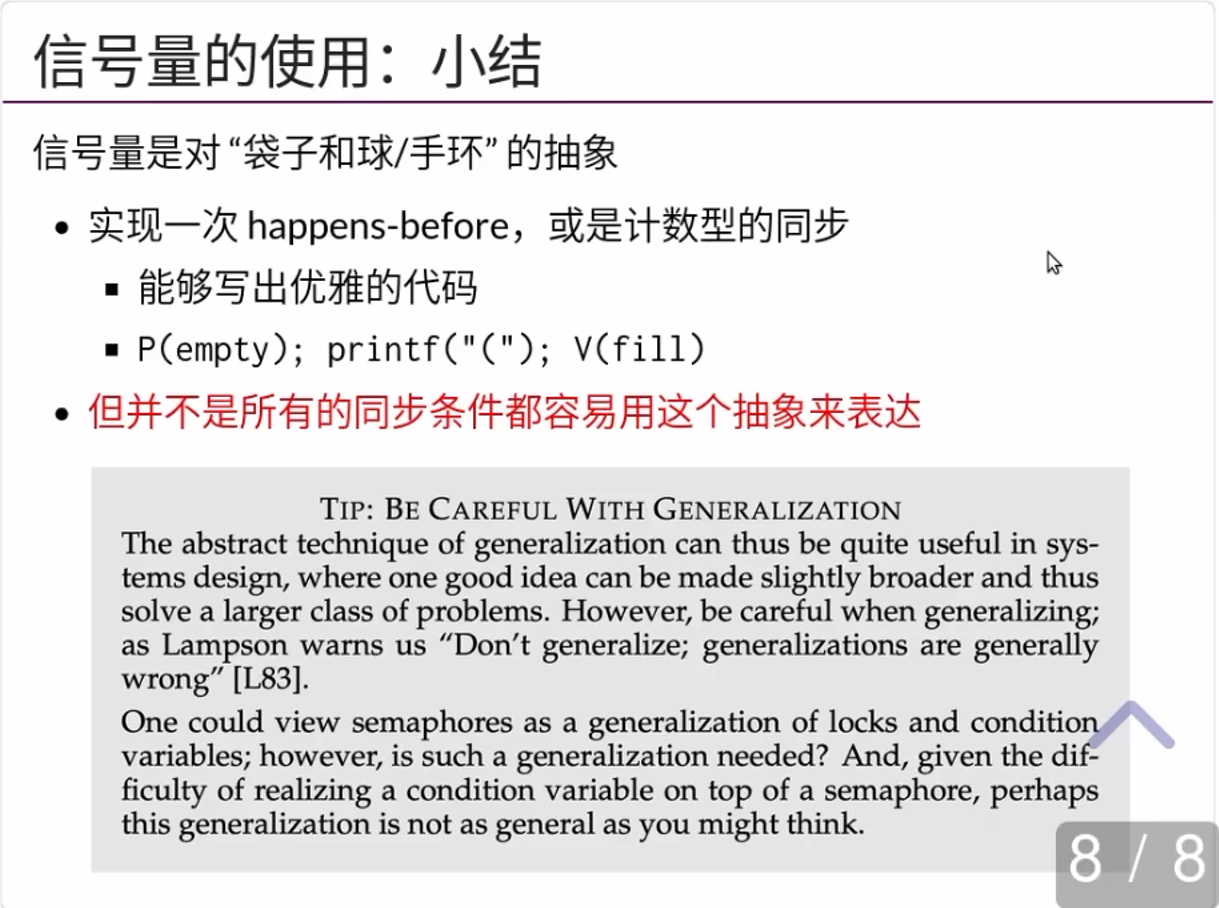 信号量的使用：小结
信号量是对 “袋子和球/手环” 的抽象
• 实现一次 happens-before，或是计数型的同步
▪ 能够写出优雅的代码
▪ P(empty); printf("("); V(fill)
• 但并不是所有的同步条件都容易用这个抽象来表达
TIP: BE CAREFUL WITH GENERALIZATION
The abstract technique of generalization can thus be quite useful in sys-
tems design, where one good idea can be made slightly broader and thus
solve a larger class of problems. However, be careful when generalizing;
as Lampson warns us “Don’t generalize; generalizations are generally
wrong” [L83].
One could view semaphores as a generalization of locks and condition
variables; however, is such a generalization needed? And, given the dif-
ficulty of realizing a condition variable on top of a semaphore, perhaps
this generalization is not as general as you might think.
8 / 8